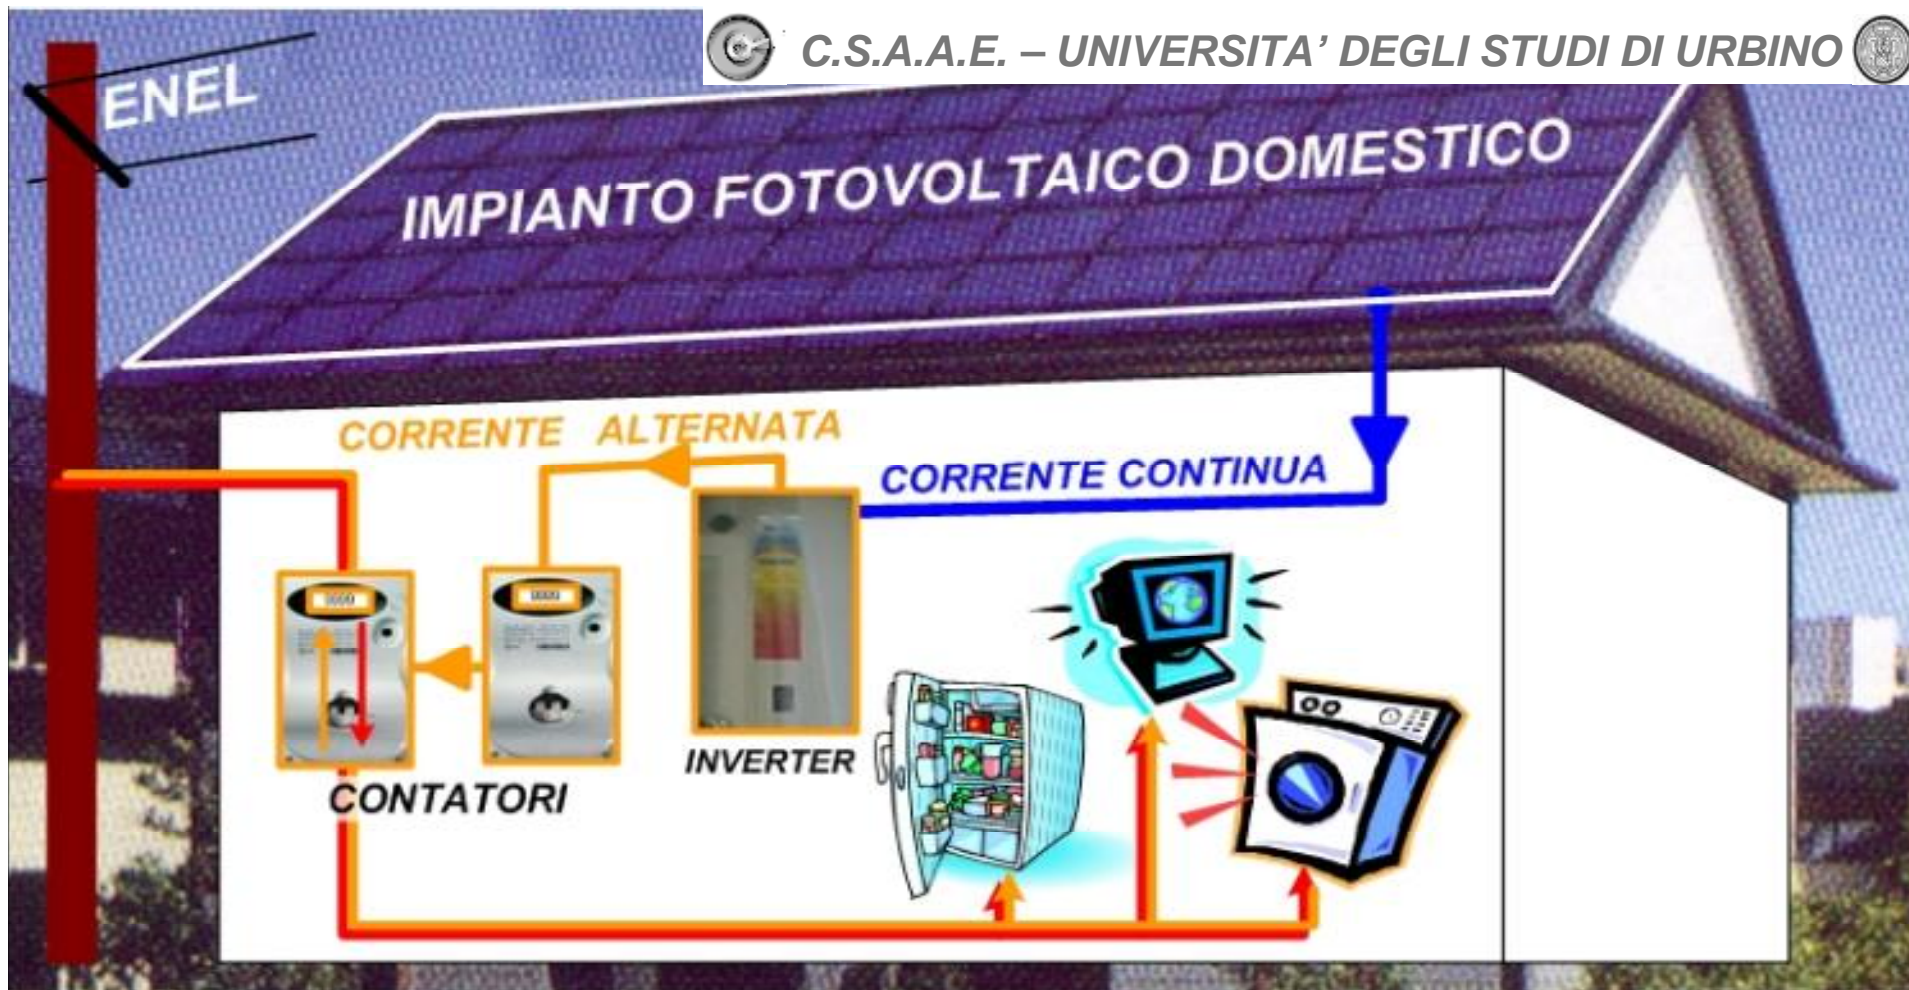 C.S.A.A.E. – UNIVERSITA’ DEGLI STUDI DI URBINO
ENEL
IMPIANTO FOTOVOLTAICO DOMESTICO
CORRENTE ALTERNATA
CORRENTE CONTINUA
INVERTER
CONTATORI